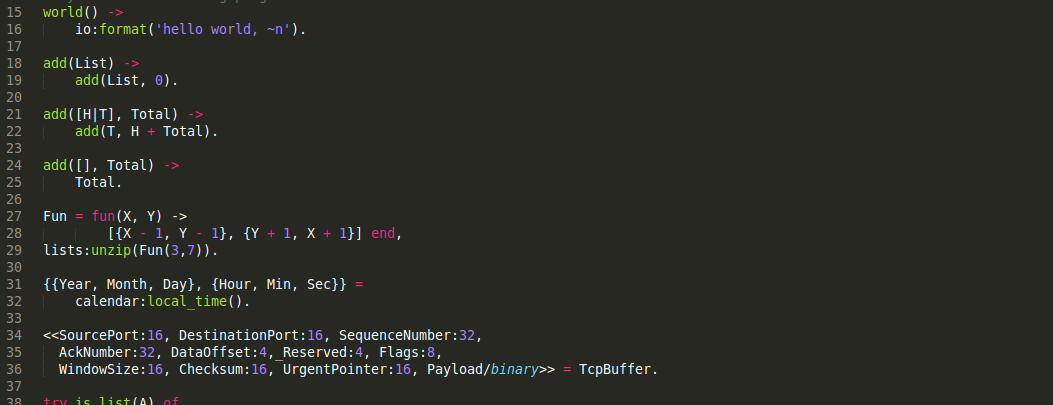 15 world() ->
16     io:format('hello world, ~n').
17
18 add(List) ->
19     add(List, 0).
20
21 add([H|T], Total) ->
22     add(T, H + Total).
23
24 add([], Total) ->
25     Total.
26
27 Fun = fun(X, Y) ->
28         [{X - 1, Y - 1}, {Y + 1, X + 1}] end,
29 lists:unzip(Fun(3,7)).
30
31 {{Year, Month, Day}, {Hour, Min, Sec}} =
32     calendar:local_time().
33
34 <<SourcePort:16, DestinationPort:16, SequenceNumber:32,
35   AckNumber:32, DataOffset:4,_Reserved:4, Flags:8,
36   WindowSize:16, Checksum:16, UrgentPointer:16, Payload/binary>> = TcpBuffer.
37
38 try is_list(A) of